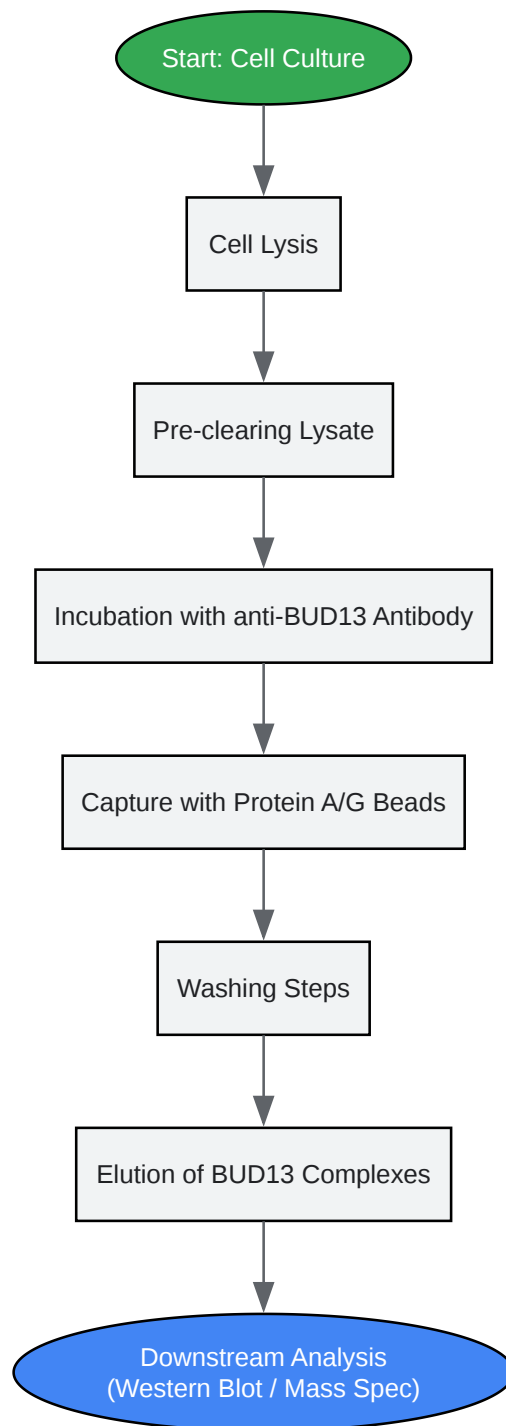 Start: Cell Culture
Cell Lysis
Pre-clearing Lysate
Incubation with anti-BUD13 Antibody
Capture with Protein A/G Beads
Washing Steps
Elution of BUD13 Complexes
Downstream Analysis
(Western Blot / Mass Spec)